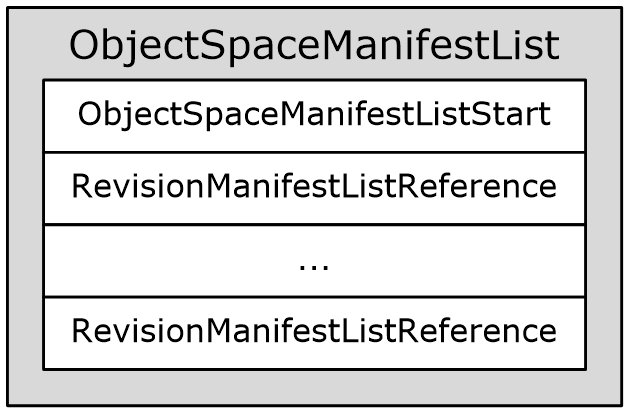 ObjectSpaceManifestList
ObjectSpaceManifestListStart
RevisionManifestListReference
...
RevisionManifestListReference